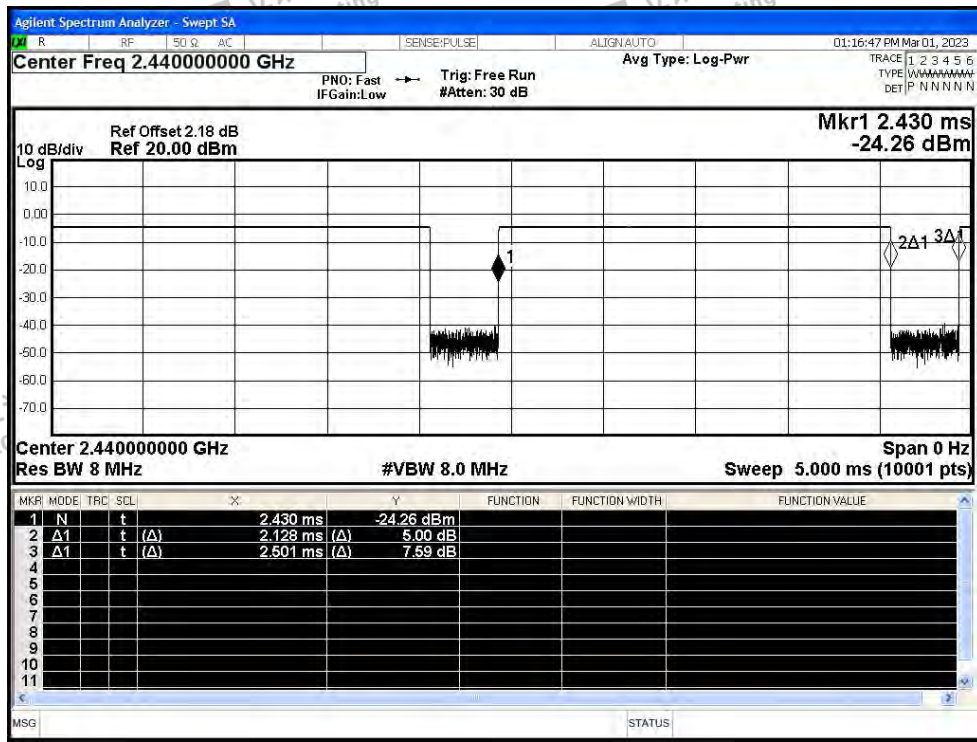 Agilent Spectrum Analyzer - Swept SA
LXI R RF 50 Ω AC SENSE:PULSE ALIGN AUTO 01:16:47 PM Mar 01, 2023
Center Freq 2.440000000 GHz Avg Type: Log-Pwr TRACE 1 2 3 4 5 6
PNO: Fast Trig: Free Run TYPE WWWWWW
IFGain:Low #Atten: 30 dB DET P N N N N N
Mkr1 2.430 ms
Ref Offset 2.18 dB
10 dB/div Ref 20.00 dBm -24.26 dBm
Log
10.0
0.00
-10.0
2Δ1 3Δ1
1
-20.0
-30.0
-40.0
-50.0
-60.0
-70.0
Center 2.440000000 GHz Span 0 Hz
Res BW 8 MHz #VBW 8.0 MHz Sweep 5.000 ms (10001 pts)
MKR MODE TRC SCL X Y FUNCTION FUNCTION WIDTH FUNCTION VALUE
1 N t 2.430 ms -24.26 dBm
2 Δ1 t (Δ) 2.128 ms (Δ) 5.00 dB
3 Δ1 t (Δ) 2.501 ms (Δ) 7.59 dB
4
5
6
7
8
9
10
11
MSG STATUS